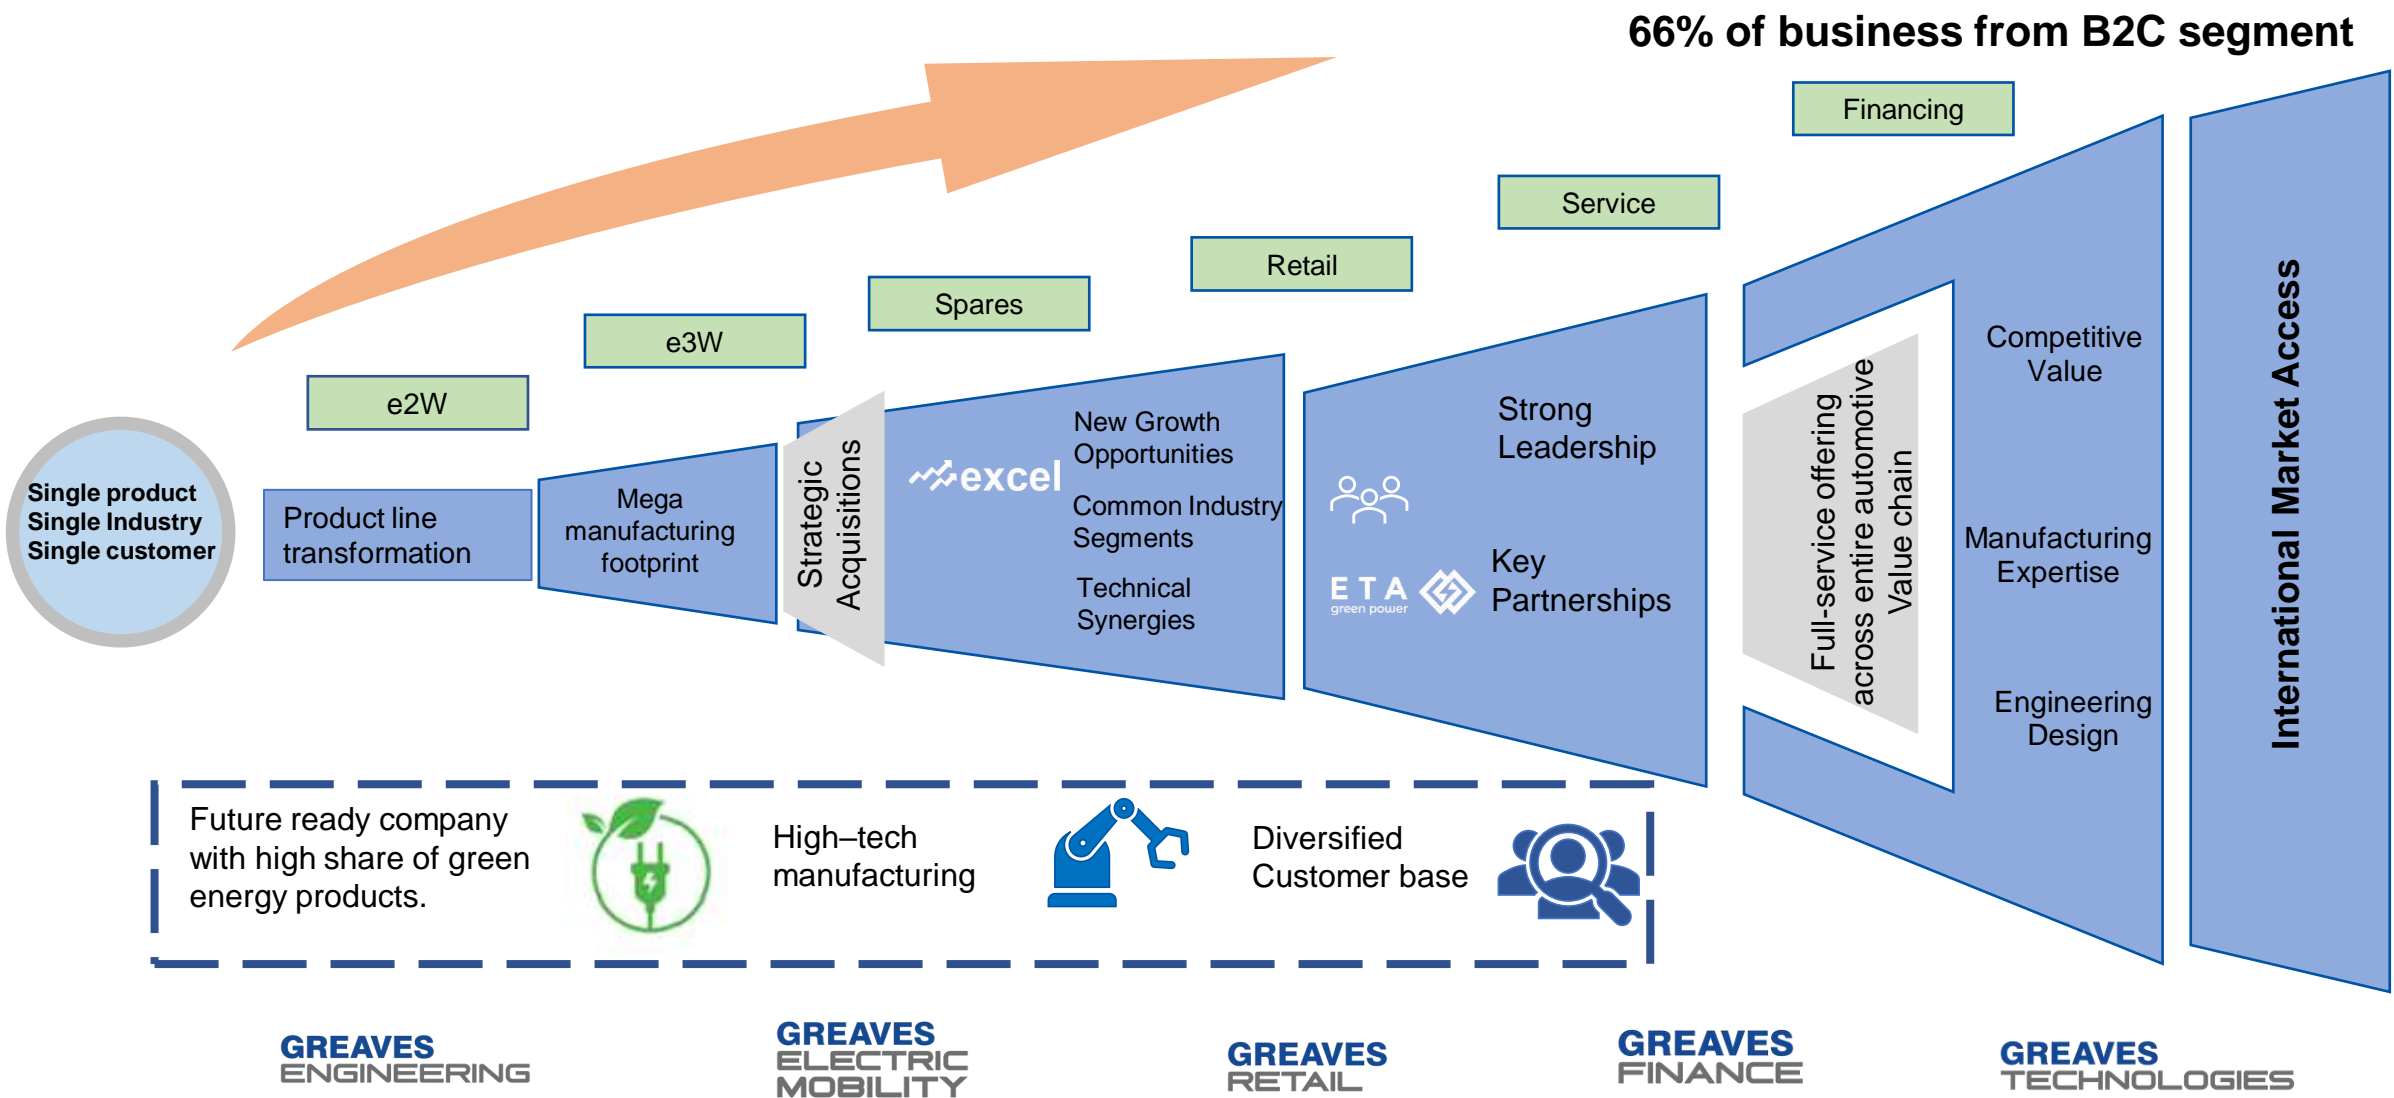 66% of business from B2C segment
Financing
Service
Retail
Spares
e3W
e2W
Single product
Single Industry
Single customer
Product line
transformation
Mega
manufacturing
footprint
Strategic
Acquisitions
excel
New Growth
Opportunities
Common Industry
Segments
Technical
Synergies
Strong
Leadership
ETA
green power
Key
Partnerships
Full-service offering
across entire automotive
Value chain
Competitive
Value
Manufacturing
Expertise
Engineering
Design
International Market Access
Future ready company
with high share of green
energy products.
High–tech
manufacturing
Diversified
Customer base
GREAVES
ENGINEERING
GREAVES
ELECTRIC
MOBILITY
GREAVES
RETAIL
GREAVES
FINANCE
GREAVES
TECHNOLOGIES